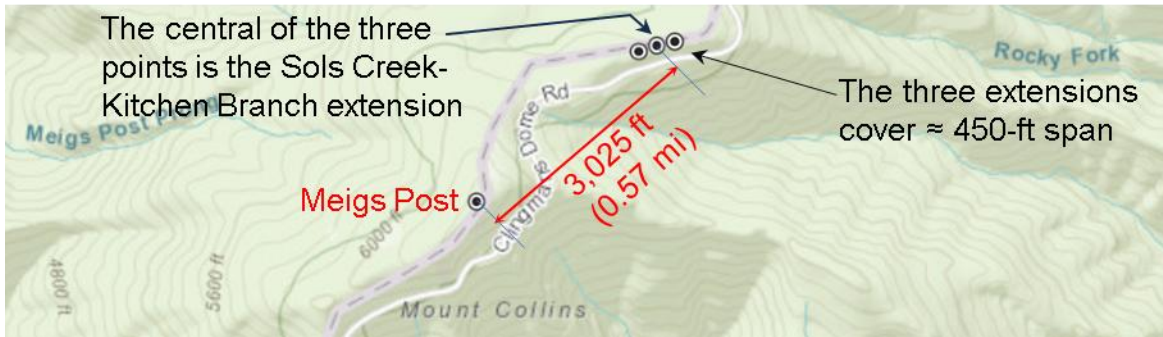 The central of the three
points is the Sols Creek-
Kitchen Branch extension
Rocky Fork
The three extensions
cover ≈ 450-ft span
Meigs Post Prong
Clingmans Dome Rd
3,025 ft
(0.57 mi)
Meigs Post
6000 ft
5600 ft
4800 ft
Mount Collins